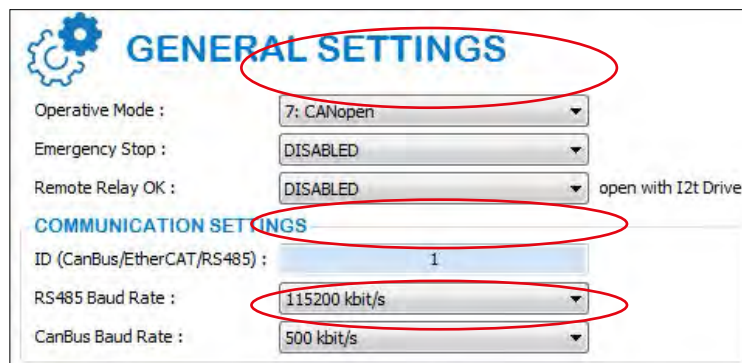 GENERAL SETTINGS
Operative Mode : 7: CANopen
Emergency Stop : DISABLED
Remote Relay OK : DISABLED open with I2t Drive
COMMUNICATION SETTINGS
ID (CanBus/EtherCAT/RS485) : 1
RS485 Baud Rate : 115200 kbit/s
CanBus Baud Rate : 500 kbit/s